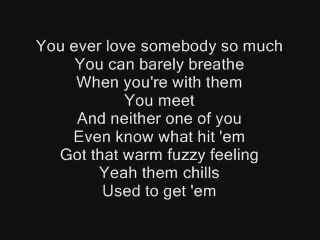 You ever love somebody so much
You can barely breathe
When you're with them
You meet
And neither one of you
Even know what hit 'em
Got that warm fuzzy feeling
Yeah them chills
Used to get 'em